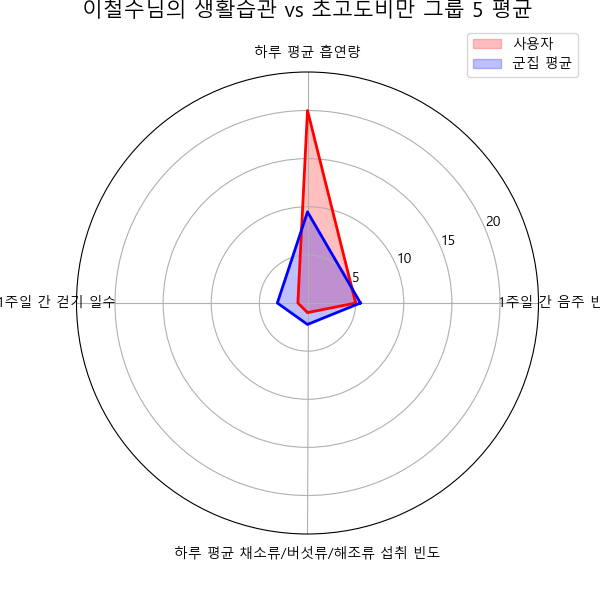 이철수님의 생활습관 vs 초고도비만 그룹 5 평균
사용자
군집 평균
하루 평균 흡연량
20
15
10
5
1주일 간 걷기 일수
1주일 간 음주 빈
하루 평균 채소류/버섯류/해조류 섭취 빈도